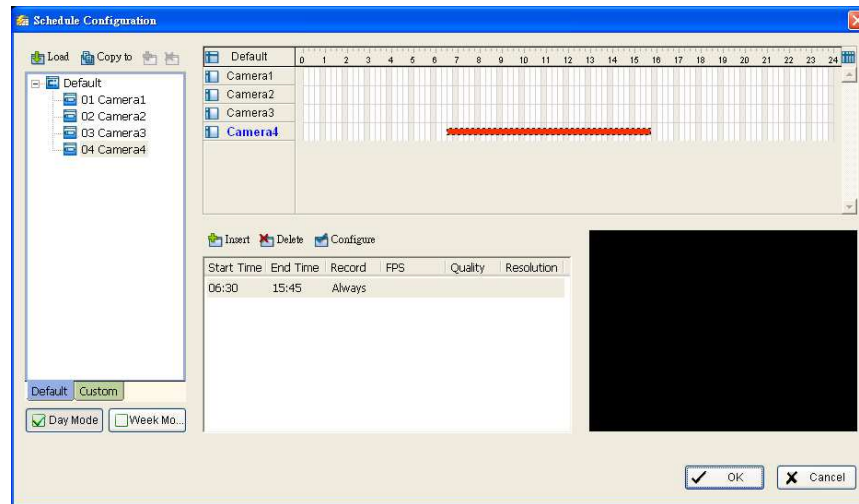 Schedule Configuration
Load Copy to
Default
01 Camera1
02 Camera2
03 Camera3
04 Camera4
Default Custom
Day Mode Week Mo...
Default 0 1 2 3 4 5 6 7 8 9 10 11 12 13 14 15 16 17 18 19 20 21 22 23 24
Camera1
Camera2
Camera3
Camera4
Insert Delete Configure
Start Time End Time Record FPS Quality Resolution
06:30 15:45 Always
OK Cancel